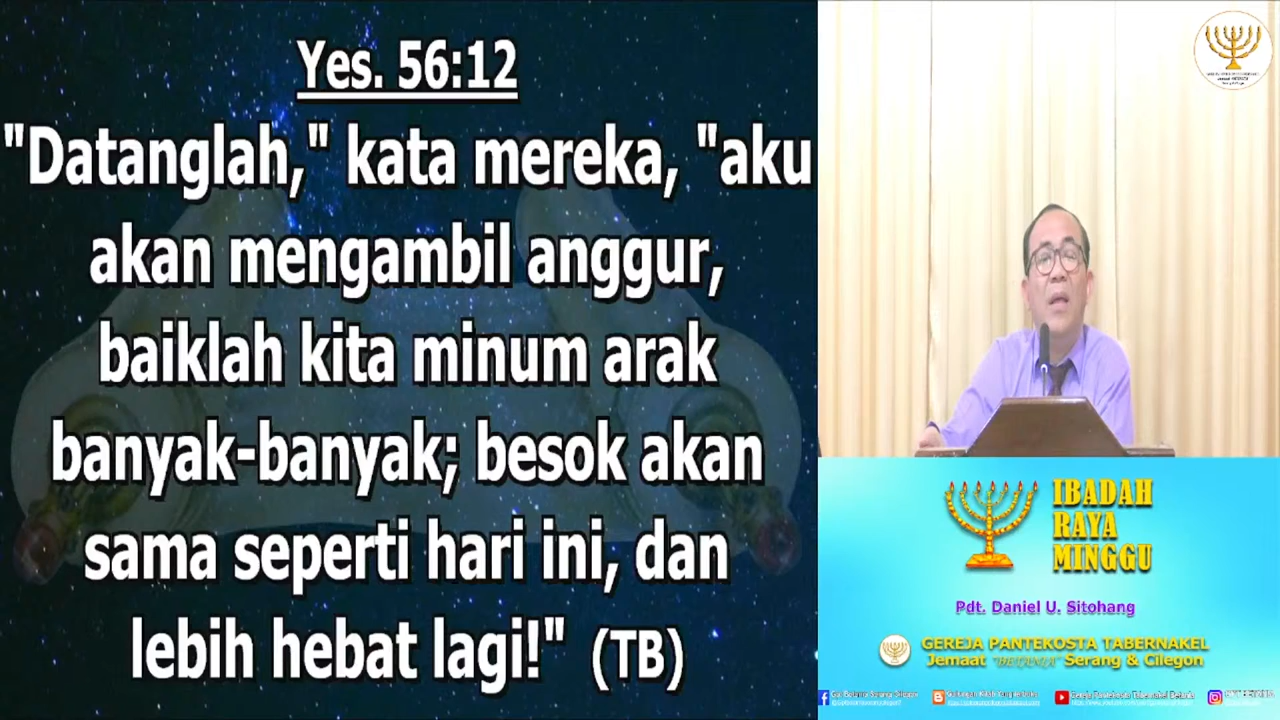 Yes. 56:12
"Datanglah," kata mereka, "aku
akan mengambil anggur,
baiklah kita minum arak
banyak-banyak; besok akan
sama seperti hari ini, dan
lebih hebat lagi!" (TB)
IBADAH
RAYA
MINGGU
Pdt. Daniel U. Sitohang
GEREJA PANTEKOSTA TABERNAKEL
Jemaat "BETANIA" Serang & Cilegon